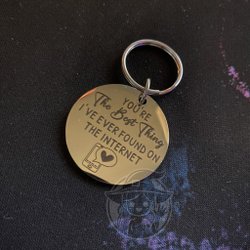 YOU'RE
The Best Thing
I'VE EVER FOUND ON
THE INTERNET